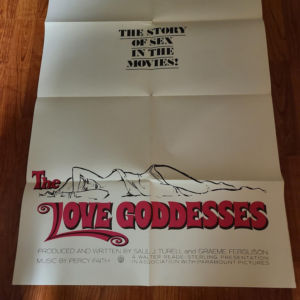 THE STORY
OF SEX
IN THE
MOVIES!
The
LOVE GODDESSES
PRODUCED AND WRITTEN BY SAUL J. TURELL and GRAEME FERGUSON
MUSIC BY PERCY FAITH
A WALTER READE-STERLING PRESENTATION
IN ASSOCIATION WITH PARAMOUNT PICTURES